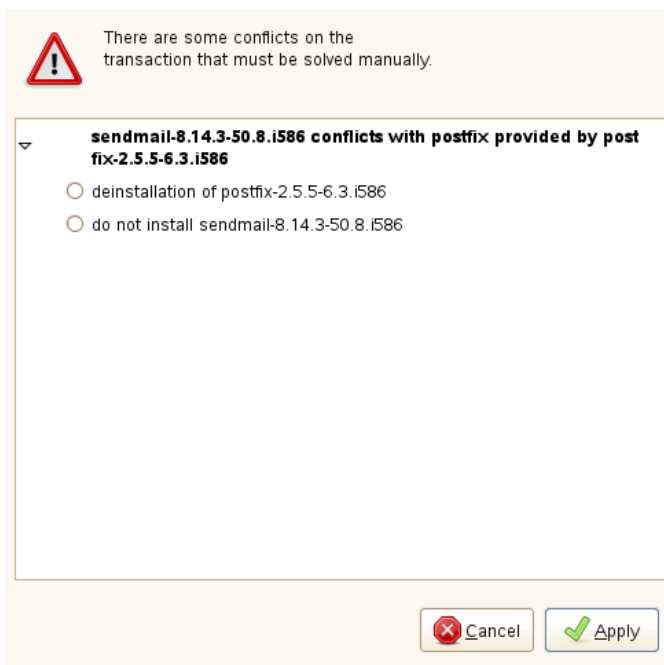 There are some conflicts on the
transaction that must be solved manually.
sendmail-8.14.3-50.8.i586 conflicts with postfix provided by post
fix-2.5.5-6.3.i586
deinstallation of postfix-2.5.5-6.3.i586
do not install sendmail-8.14.3-50.8.i586
Cancel
Apply